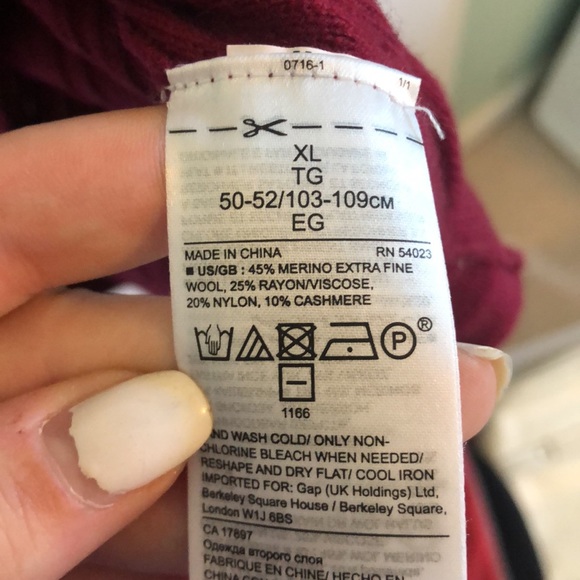 0716-1
1/1
XL
TG
50-52/103-109CM
EG
MADE IN CHINA RN 54023
■ US/GB : 45% MERINO EXTRA FINE
WOOL, 25% RAYON/VISCOSE,
20% NYLON, 10% CASHMERE
P®
1166
WASH COLD/ ONLY NON-
CHLORINE BLEACH WHEN NEEDED/
RESHAPE AND DRY FLAT/ COOL IRON
IMPORTED FOR: Gap (UK Holdings) Ltd,
Berkeley Square House / Berkeley Square,
London W1J 6BS
CA 17897
Одежда второго слоя
FABRIQUE EN CHINE/ HECHO EN